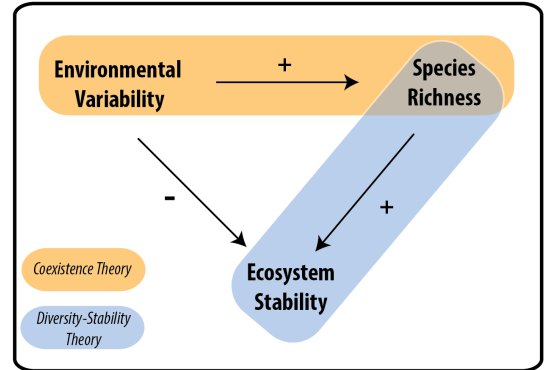 Environmental
Variability
+
Species
Richness
-
+
Ecosystem
Stability
Coexistence Theory
Diversity-Stability
Theory